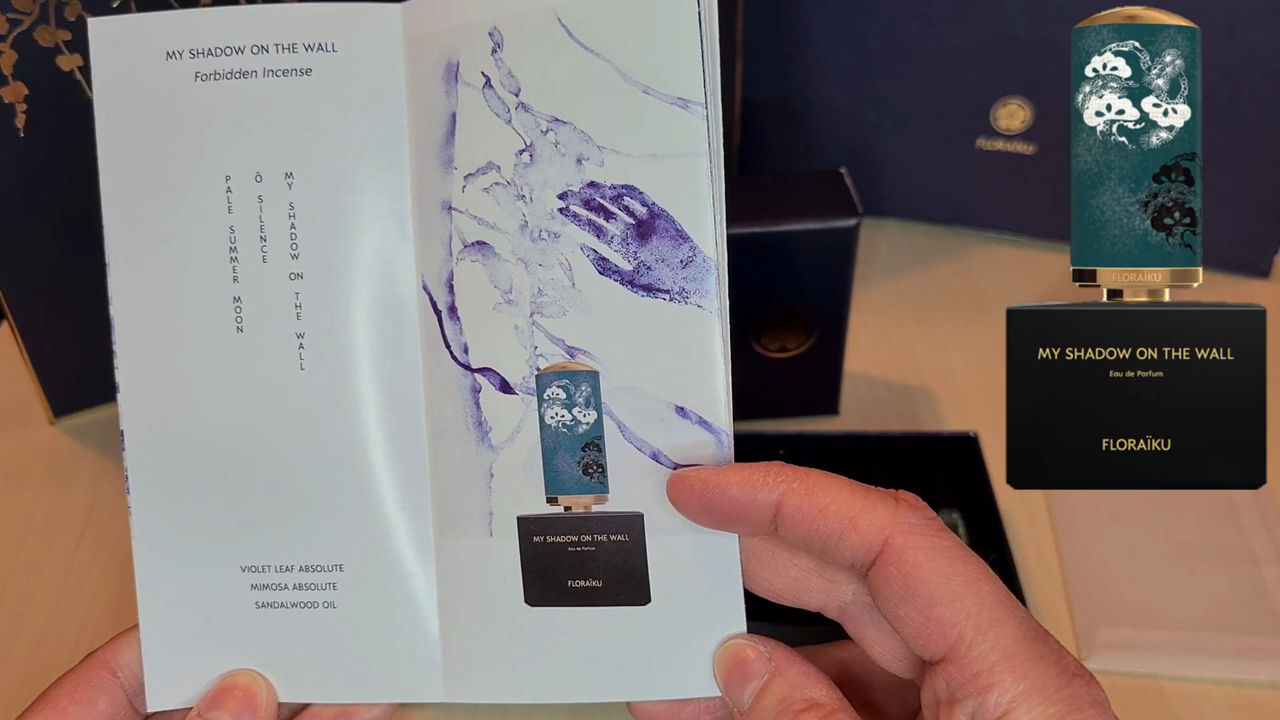 MY SHADOW ON THE WALL
Forbidden Incense
PALE SUMMER MOON
Ô SILENCE
MY SHADOW ON THE WALL
VIOLET LEAF ABSOLUTE
MIMOSA ABSOLUTE
SANDALWOOD OIL
MY SHADOW ON THE WALL
Eau de Parfum
FLORAÏKU
FLORAÏKU
FLORAÏKU
MY SHADOW ON THE WALL
Eau de Parfum
FLORAÏKU